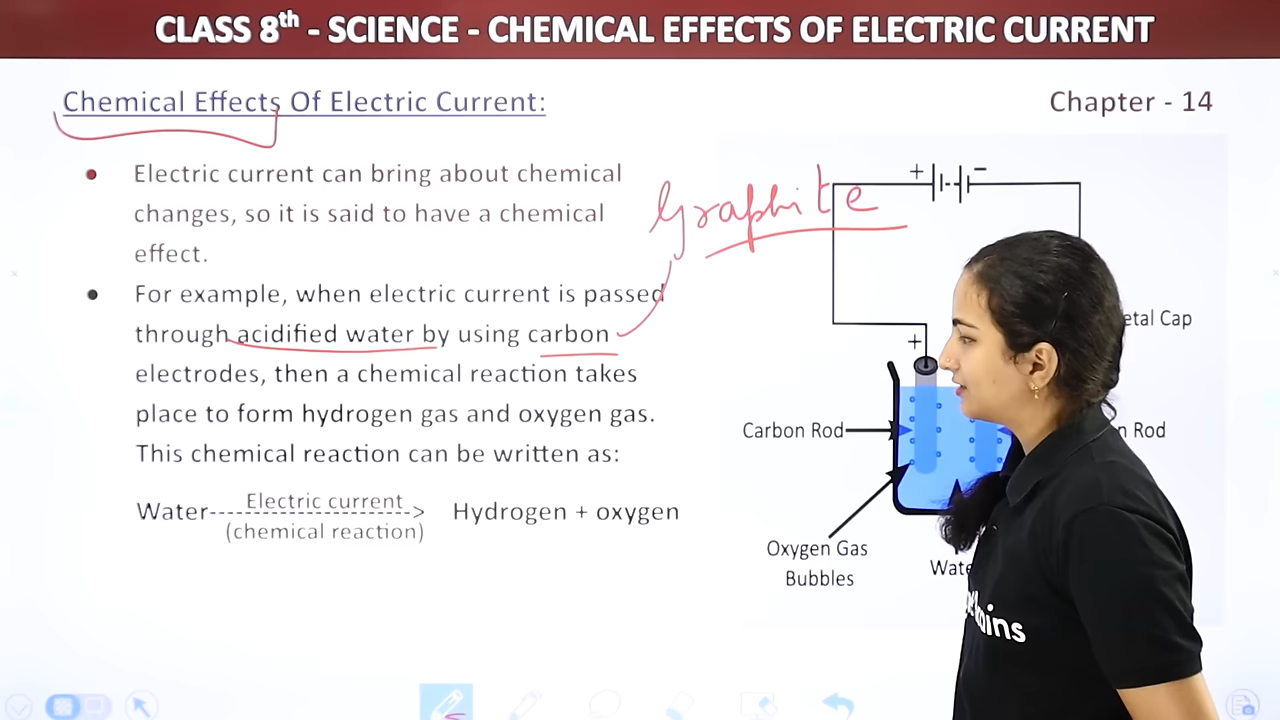 CLASS 8th - SCIENCE - CHEMICAL EFFECTS OF ELECTRIC CURRENT
Chemical Effects Of Electric Current:
Chapter - 14
Electric current can bring about chemical
changes, so it is said to have a chemical
effect.
For example, when electric current is passed
through acidified water by using carbon
electrodes, then a chemical reaction takes
place to form hydrogen gas and oxygen gas.
This chemical reaction can be written as:
Water Electric current Hydrogen + oxygen
(chemical reaction)
Graphite
+ −
+
etal Cap
Carbon Rod
n Rod
Oxygen Gas
Bubbles
Wate